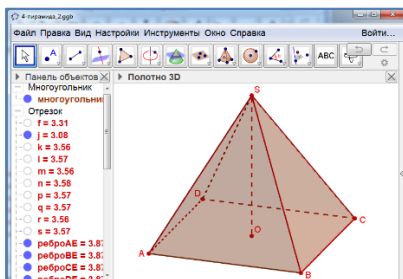 4-пирамида_2.ggb
Файл Правка Вид Настройки Инструменты Окно Справка
Войти...
ABC
Панель объектов
Полотно 3D
Многоугольник
многоугольник
Отрезок
f = 3.31
j = 3.08
k = 3.56
l = 3.57
m = 3.56
n = 3.58
p = 3.57
q = 3.57
r = 3.56
s = 3.57
реброAE = 3.87
реброBE = 3.87
реброCE = 3.87
S
D
C
O
A
B